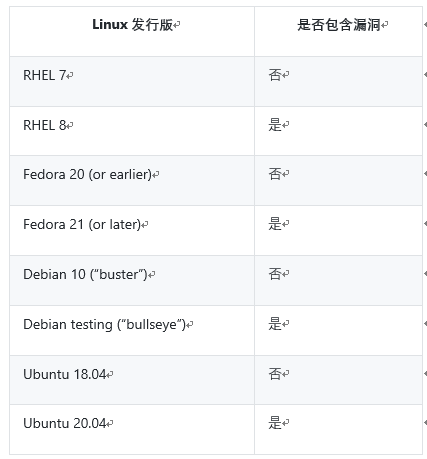 Linux 发行版 是否包含漏洞
RHEL 7 否
RHEL 8 是
Fedora 20 (or earlier) 否
Fedora 21 (or later) 是
Debian 10 (“buster”) 否
Debian testing (“bullseye”) 是
Ubuntu 18.04 否
Ubuntu 20.04 是